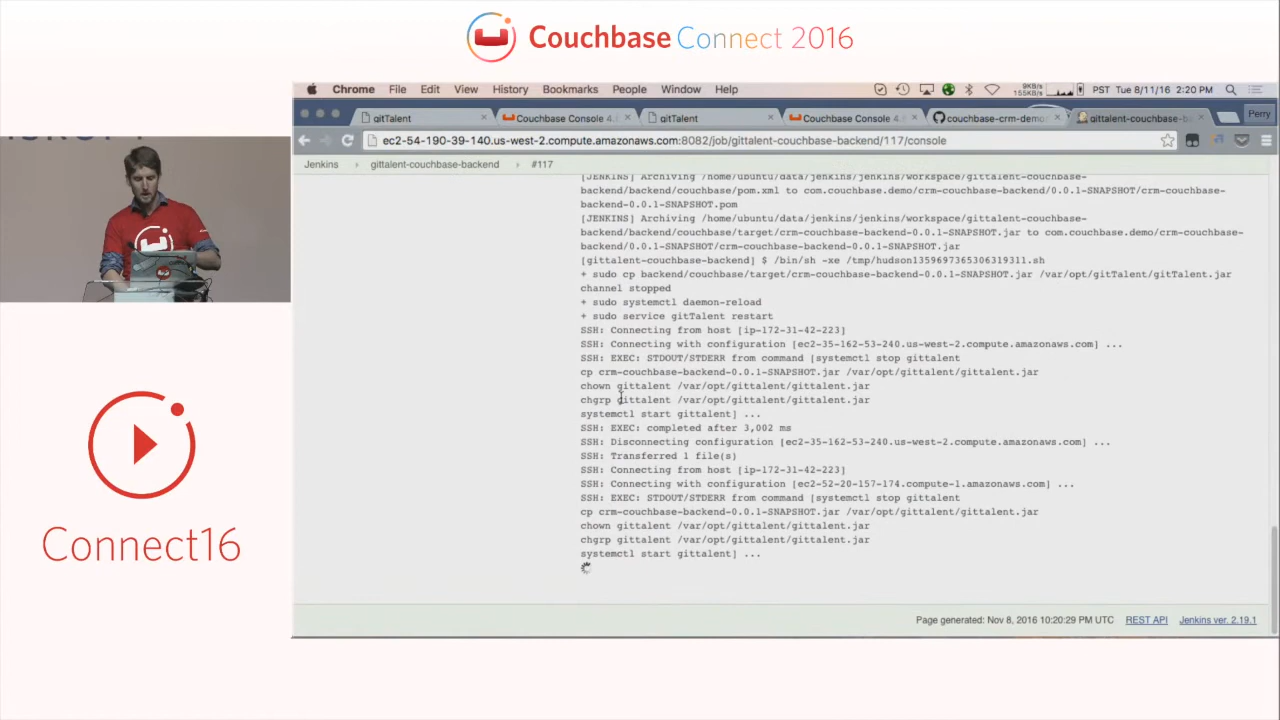 Couchbase Connect 2016
Chrome File Edit View History Bookmarks People Window Help
9KB/s
155KB/s
PST Tue 8/11/16 2:20 PM
gitTalent
Couchbase Console 4.
gitTalent
Couchbase Console 4.
couchbase-crm-demo
gittalent-couchbase-b
Perry
ec2-54-190-39-140.us-west-2.compute.amazonaws.com:8082/job/gittalent-couchbase-backend/117/console
Jenkins
gittalent-couchbase-backend
#117
[JENKINS] Archiving /home/ubuntu/data/jenkins/jenkins/workspace/gittalent-couchbase-
backend/backend/couchbase/pom.xml to com.couchbase.demo/crm-couchbase-backend/0.0.1-SNAPSHOT/crm-couchbase-
backend-0.0.1-SNAPSHOT.pom
[JENKINS] Archiving /home/ubuntu/data/jenkins/jenkins/workspace/gittalent-couchbase-
backend/backend/couchbase/target/crm-couchbase-backend-0.0.1-SNAPSHOT.jar to com.couchbase.demo/crm-couchbase-
backend/0.0.1-SNAPSHOT/crm-couchbase-backend-0.0.1-SNAPSHOT.jar
[gittalent-couchbase-backend] $ /bin/sh -xe /tmp/hudson1359697365306319311.sh
+ sudo cp backend/couchbase/target/crm-couchbase-backend-0.0.1-SNAPSHOT.jar /var/opt/gitTalent/gitTalent.jar
channel stopped
+ sudo systemctl daemon-reload
+ sudo service gitTalent restart
SSH: Connecting from host [ip-172-31-42-223]
SSH: Connecting with configuration [ec2-35-162-53-240.us-west-2.compute.amazonaws.com] ...
SSH: EXEC: STDOUT/STDERR from command [systemctl stop gittalent
cp crm-couchbase-backend-0.0.1-SNAPSHOT.jar /var/opt/gittalent/gittalent.jar
chown gittalent /var/opt/gittalent/gittalent.jar
chgrp gittalent /var/opt/gittalent/gittalent.jar
systemctl start gittalent] ...
SSH: EXEC: completed after 3,002 ms
SSH: Disconnecting configuration [ec2-35-162-53-240.us-west-2.compute.amazonaws.com] ...
SSH: Transferred 1 file(s)
SSH: Connecting from host [ip-172-31-42-223]
SSH: Connecting with configuration [ec2-52-20-157-174.compute-1.amazonaws.com] ...
SSH: EXEC: STDOUT/STDERR from command [systemctl stop gittalent
cp crm-couchbase-backend-0.0.1-SNAPSHOT.jar /var/opt/gittalent/gittalent.jar
chown gittalent /var/opt/gittalent/gittalent.jar
chgrp gittalent /var/opt/gittalent/gittalent.jar
systemctl start gittalent] ...
Page generated: Nov 8, 2016 10:20:29 PM UTC REST API Jenkins ver. 2.19.1
Connect16